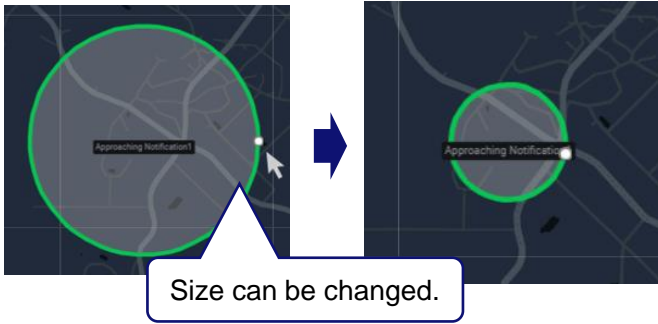 Approaching Notification1
Approaching Notification
Size can be changed.